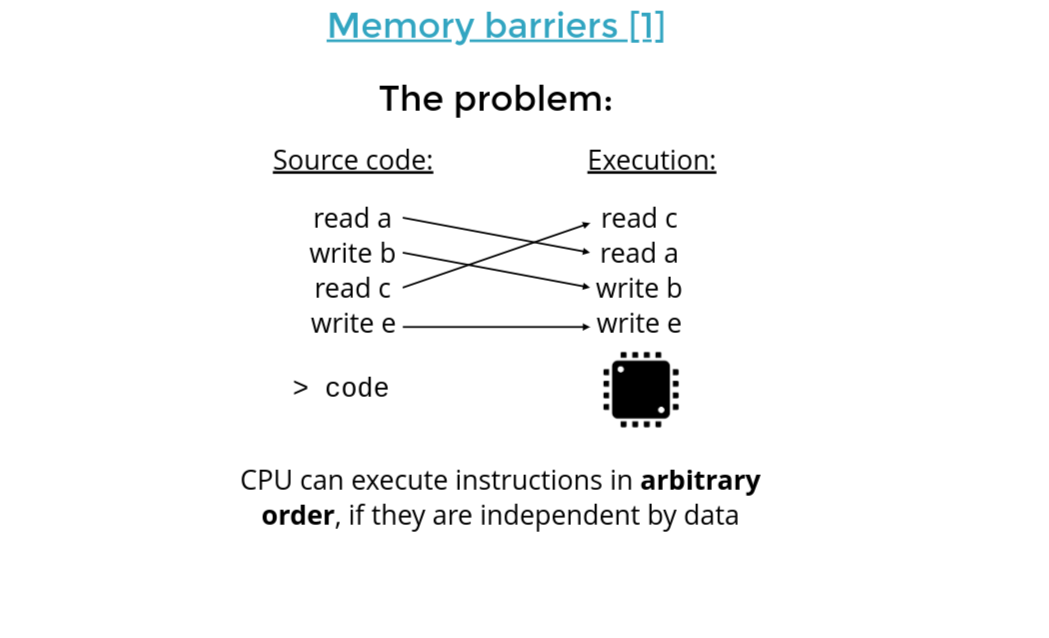 Memory barriers [1]
The problem:
Source code:
Execution:
read a
write b
read c
write e
read c
read a
write b
write e
> code
CPU can execute instructions in arbitrary
order, if they are independent by data